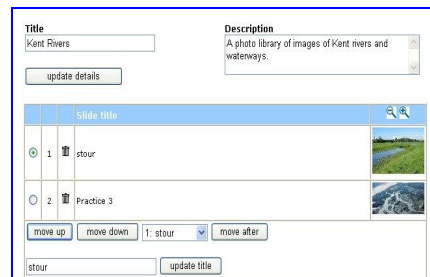 Title
Kent Rivers
update details
Description
A photo library of images of Kent rivers and
waterways.
Slide title
1 stour
2 Practice 3
move up move down 1: stour move after
stour update title